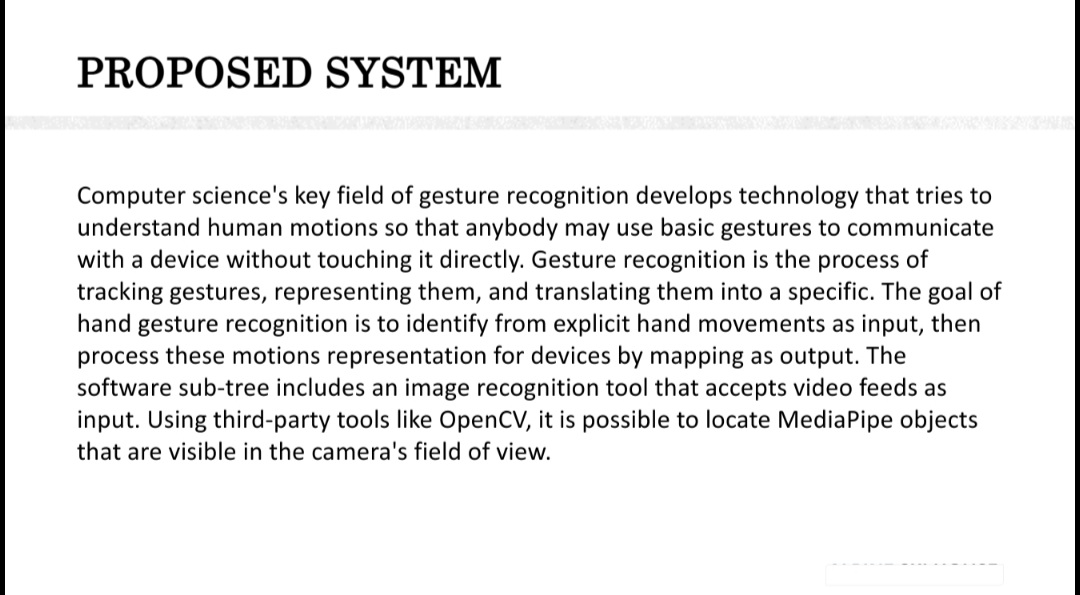 PROPOSED SYSTEM
Computer science's key field of gesture recognition develops technology that tries to
understand human motions so that anybody may use basic gestures to communicate
with a device without touching it directly. Gesture recognition is the process of
tracking gestures, representing them, and translating them into a specific. The goal of
hand gesture recognition is to identify from explicit hand movements as input, then
process these motions representation for devices by mapping as output. The
software sub-tree includes an image recognition tool that accepts video feeds as
input. Using third-party tools like OpenCV, it is possible to locate MediaPipe objects
that are visible in the camera's field of view.